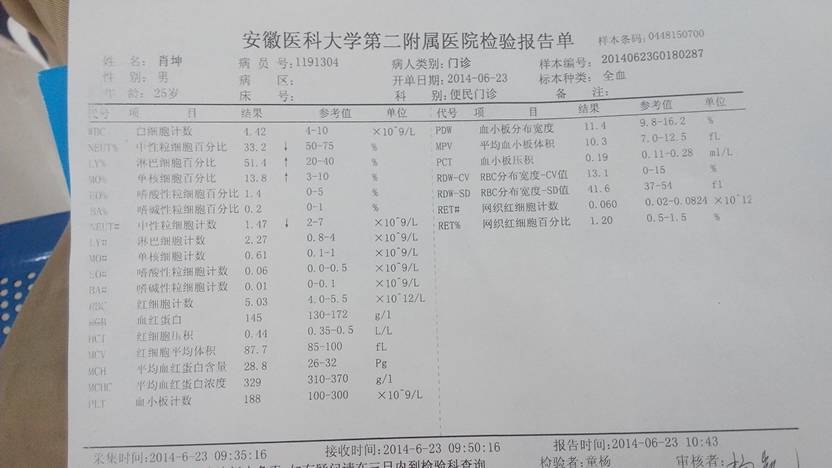 安徽医科大学第二附属医院检验报告单
样本条码:0448150700
姓 名: 肖坤 病 员 号:1191304 病人类别:门诊 样本编号: 20140623G0180287
性 别: 男 病 区: 开单日期:2014-06-23 标本种类: 全血
年 龄: 25岁 床 号: 科 别:便民门诊 备 注:
代号 项 目 结果 参考值 单位 代号 项 目 结果 参考值 单位
WBC 白细胞计数 4.42 4-10 ×10^9/L PDW 血小板分布宽度 11.4 9.8-16.2 %
NEUT% 中性粒细胞百分比 33.2 ↓ 50-75 % MPV 平均血小板体积 10.3 7.0-12.5 fL
LY% 淋巴细胞百分比 51.4 ↑ 20-40 % PCT 血小板压积 0.19 0.11-0.28 ml/L
MO% 单核细胞百分比 13.8 ↑ 3-10 % RDW-CV RBC分布宽度-CV值 13.1 0-15 %
EO% 嗜酸性粒细胞百分比 1.4 0-5 % RDW-SD RBC分布宽度-SD值 41.6 37-54 fl
BA% 嗜碱性粒细胞百分比 0.2 0-1 % RET# 网织红细胞计数 0.060 0.02-0.0824 ×10^12
NEUT# 中性粒细胞计数 1.47 ↓ 2-7 ×10^9/L RET% 网织红细胞百分比 1.20 0.5-1.5 %
LY# 淋巴细胞计数 2.27 0.8-4 ×10^9/L
MO# 单核细胞计数 0.61 0.1-1 ×10^9/L
EO# 嗜酸性粒细胞计数 0.06 0.0-0.5 ×10^9/L
BA# 嗜碱性粒细胞计数 0.01 0-0.1 ×10^9/L
RBC 红细胞计数 5.03 4.0-5.5 ×10^12/L
HGB 血红蛋白 145 130-172 g/l
HCT 红细胞压积 0.44 0.35-0.5 L/L
MCV 红细胞平均体积 87.7 85-100 fL
MCH 平均血红蛋白含量 28.8 26-32 Pg
MCHC 平均血红蛋白浓度 329 310-370 g/l
PLT 血小板计数 188 100-300 ×10^9/L
采集时间:2014-6-23 09:35:16 接收时间:2014-6-23 09:50:16 报告时间:2014-06-23 10:43
请在三日内到检验科查询 检验者:童杨 审核者: